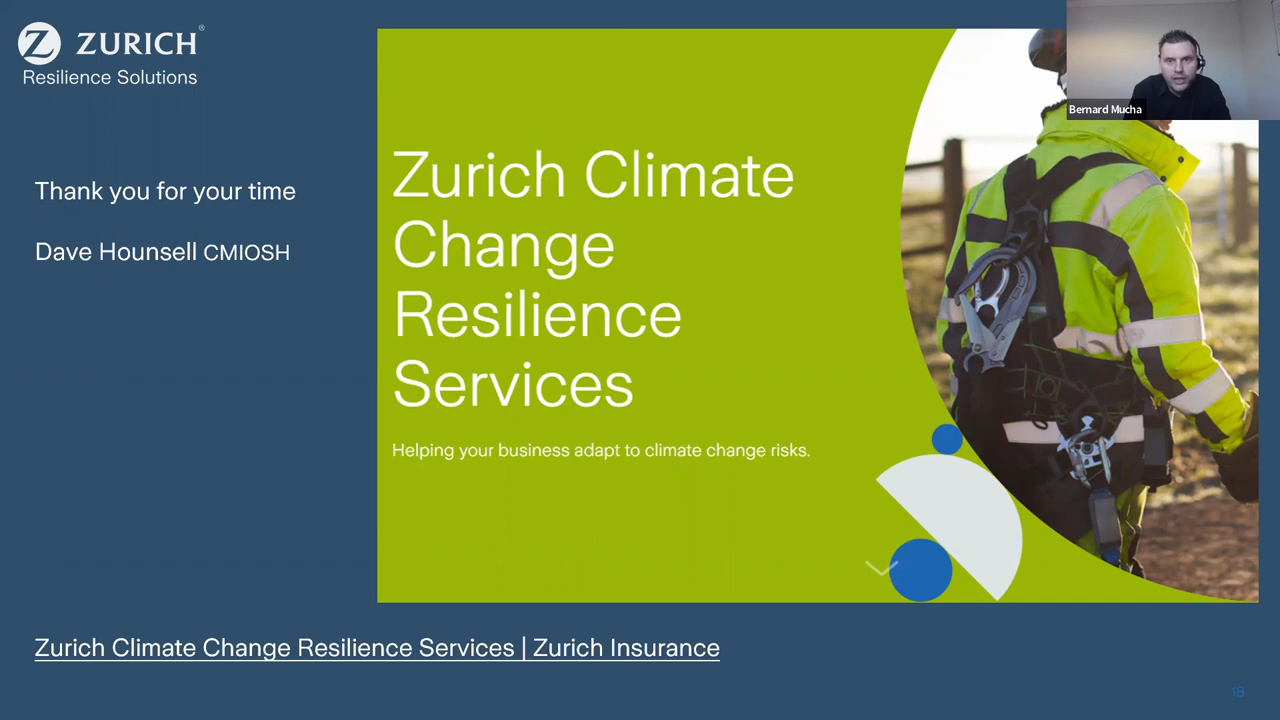 ZURICH®
Resilience Solutions
Bernard Mucha
Thank you for your time
Dave Hounsell CMIOSH
Zurich Climate
Change
Resilience
Services
Helping your business adapt to climate change risks.
Zurich Climate Change Resilience Services | Zurich Insurance
18